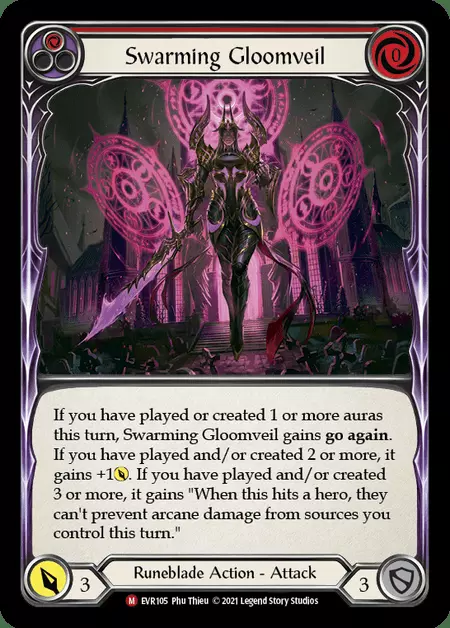 Swarming Gloomveil
0
If you have played or created 1 or more auras
this turn, Swarming Gloomveil gains go again.
If you have played and/or created 2 or more, it
gains +1. If you have played and/or created
3 or more, it gains "When this hits a hero, they
can't prevent arcane damage from sources you
control this turn."
3 Runeblade Action - Attack 3
M EVR105 Phu Thieu © 2021 Legend Story Studios